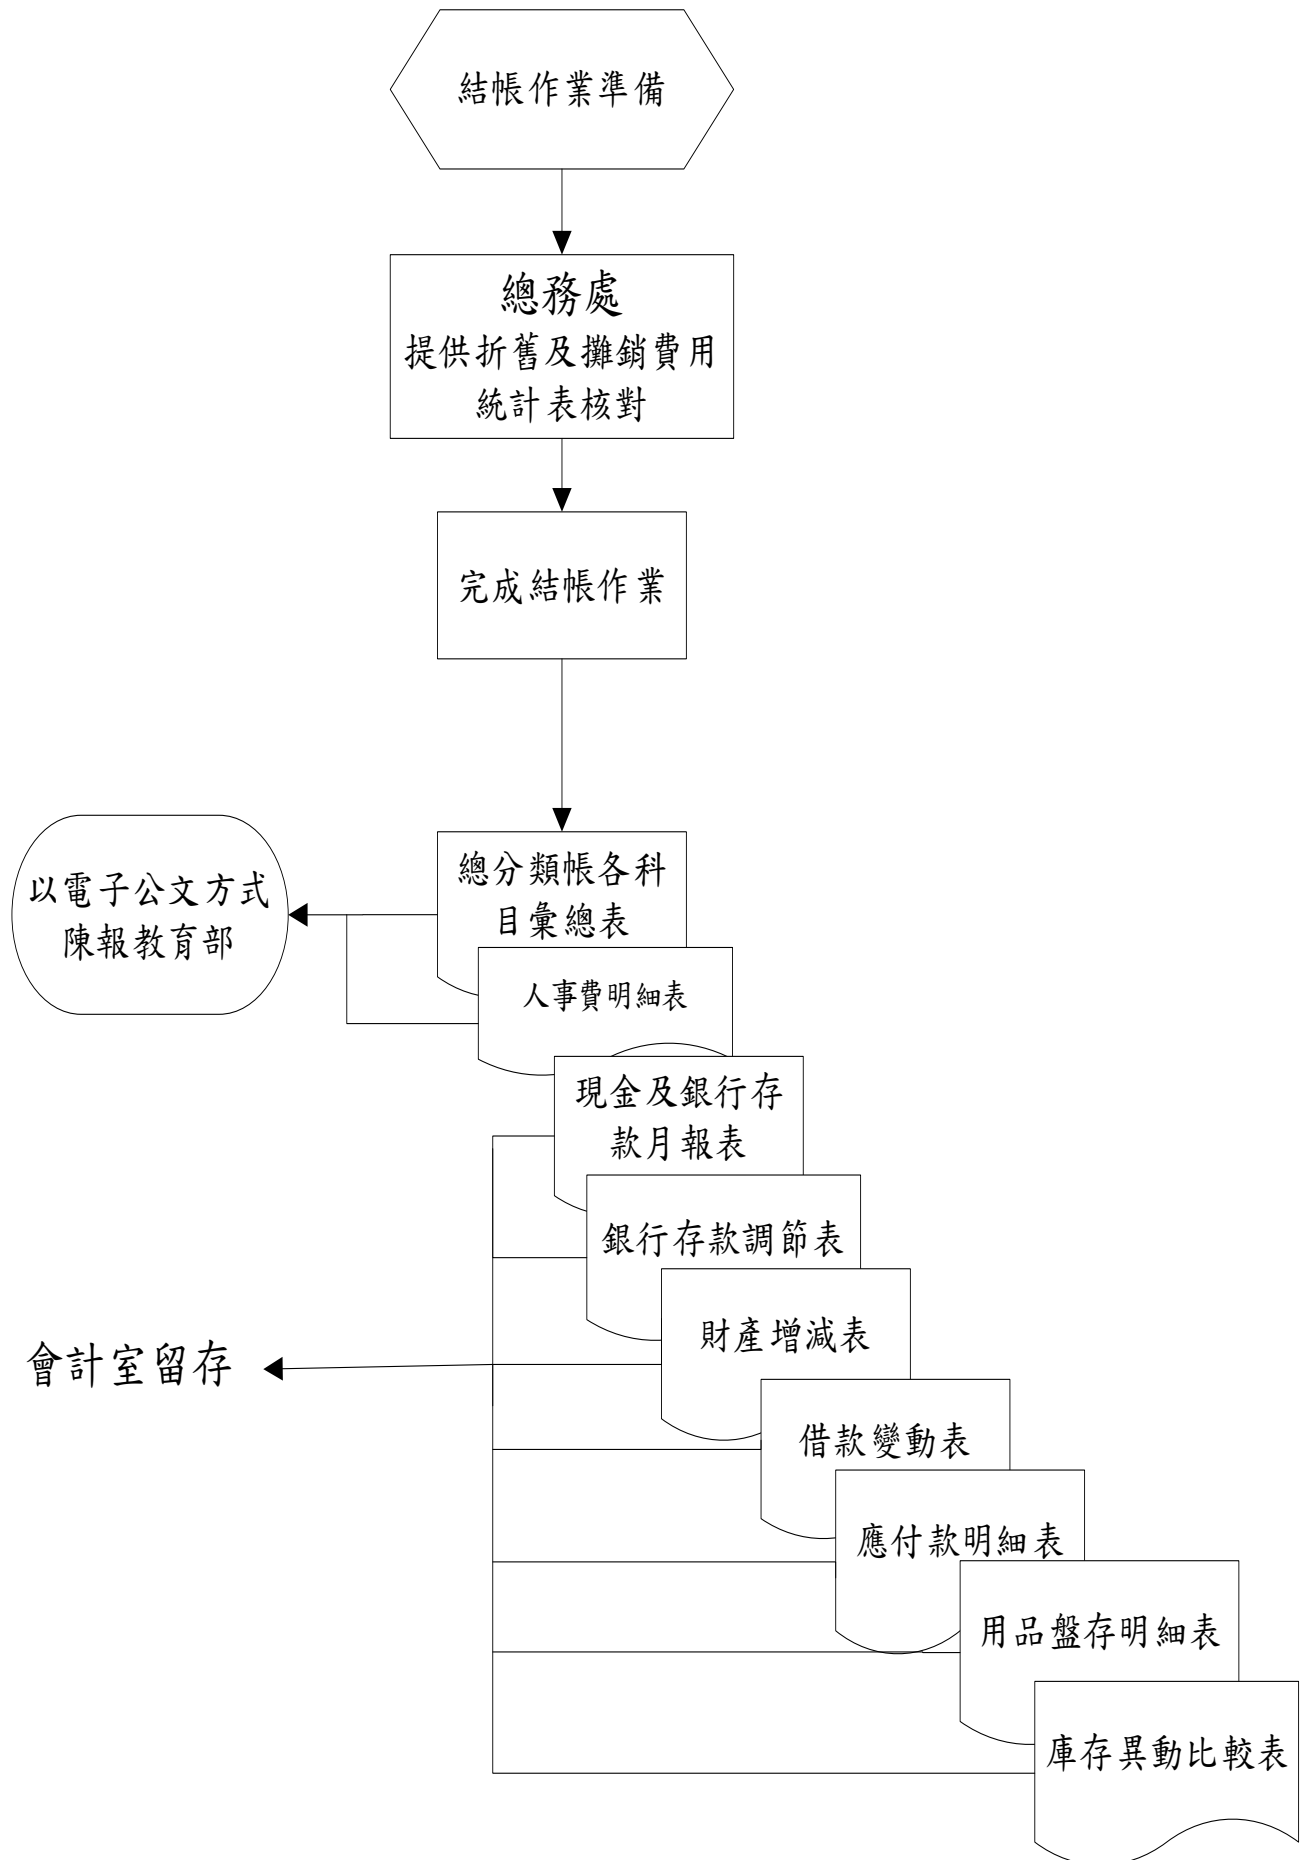 結帳作業準備
總務處
提供折舊及攤銷費用
統計表核對
完成結帳作業
總分類帳各科
目彙總表
以電子公文方式
陳報教育部
人事費明細表
現金及銀行存
款月報表
銀行存款調節表
財產增減表
會計室留存
借款變動表
應付款明細表
用品盤存明細表
庫存異動比較表